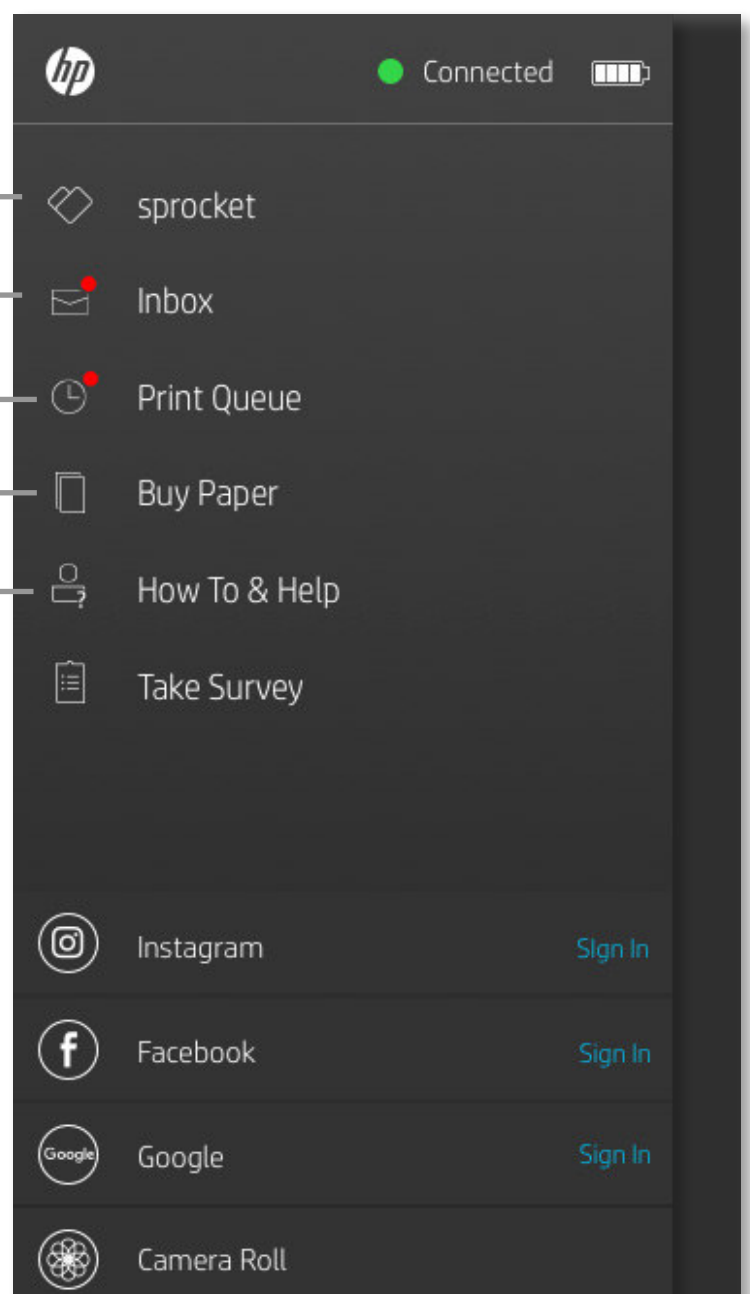 hp
Connected
sprocket
Inbox
Print Queue
Buy Paper
How To & Help
Take Survey
Instagram SIgn In
Facebook Sign In
Google Google Sign In
Camera Roll